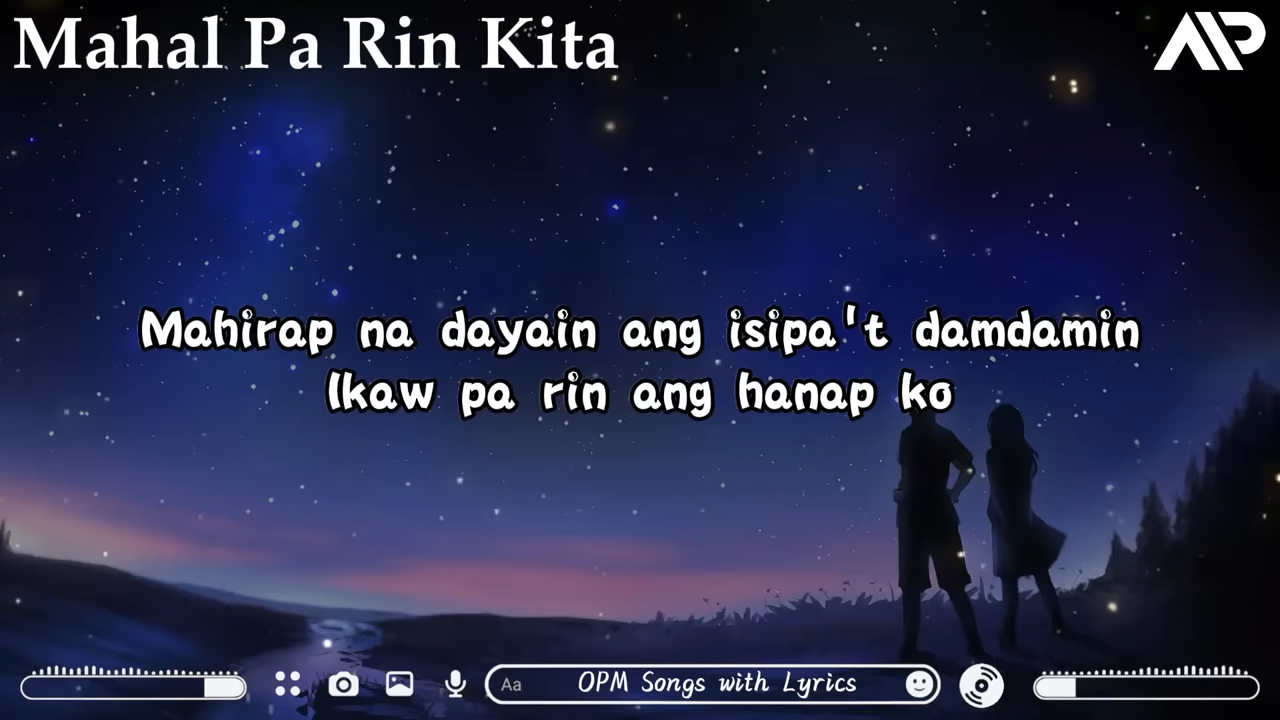 Mahal Pa Rin Kita
AIP
Mahirap na dayain ang isipa't damdamin
Ikaw pa rin ang hanap ko
Aa OPM Songs with Lyrics